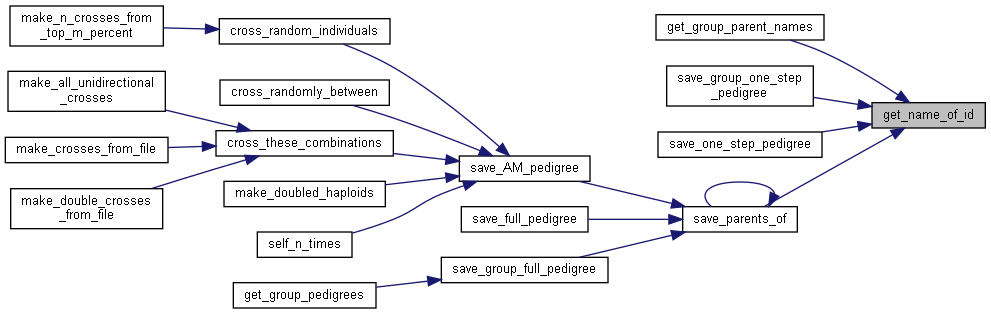 make_n_crosses_from
_top_m_percent
cross_random_individuals
get_group_parent_names
make_all_unidirectional
_crosses
cross_randomly_between
save_group_one_step
_pedigree
get_name_of_id
make_crosses_from_file
cross_these_combinations
save_one_step_pedigree
save_AM_pedigree
make_double_crosses
_from_file
make_doubled_haploids
save_full_pedigree
save_parents_of
self_n_times
save_group_full_pedigree
get_group_pedigrees